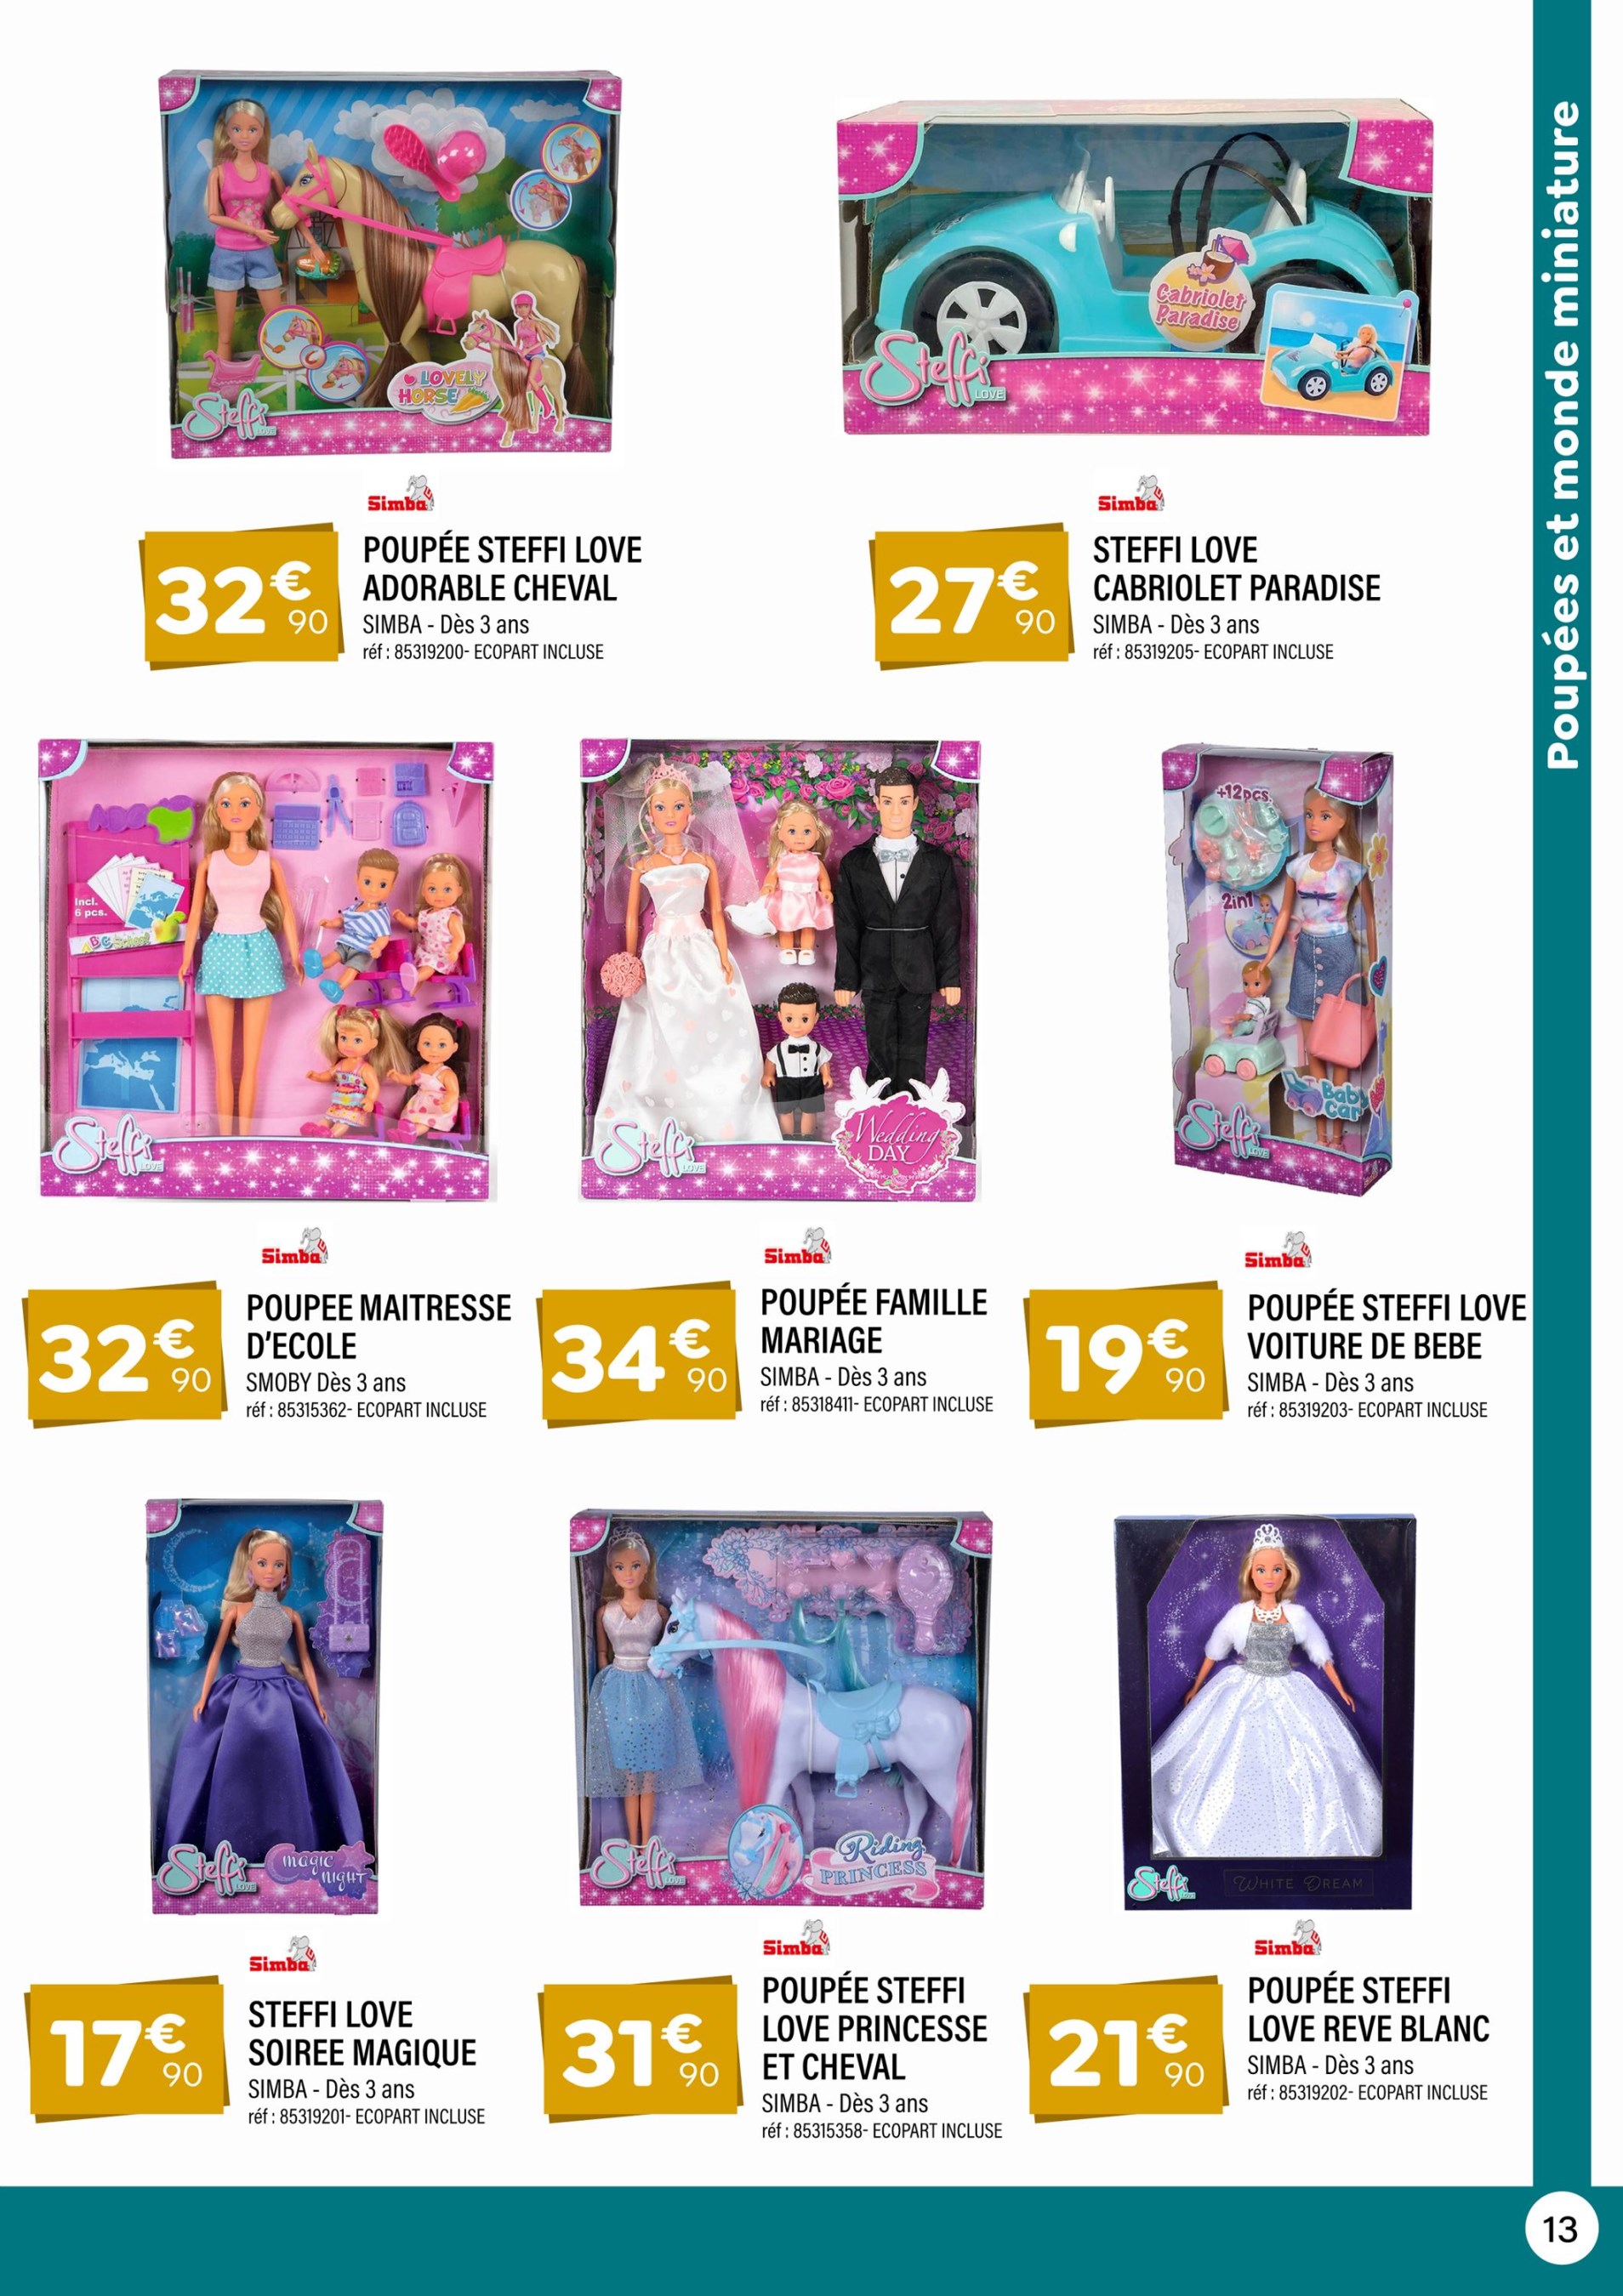 Poupées et monde miniature
LOVELY
HORSE
Steffi
LOVE
Cabriolet
Paradise
Steffi
LOVE
Simba
32€90
POUPÉE STEFFI LOVE
ADORABLE CHEVAL
SIMBA - Dès 3 ans
réf : 85319200- ECOPART INCLUSE
Simba
27€90
STEFFI LOVE
CABRIOLET PARADISE
SIMBA - Dès 3 ans
réf : 85319205- ECOPART INCLUSE
Incl.
6 pcs.
ABC School
Steffi
LOVE
Wedding
DAY
Steffi
LOVE
+12pcs.
2in1
Baby
Car
Steffi
LOVE
Simba
32€90
POUPEE MAITRESSE
D'ECOLE
SMOBY Dès 3 ans
réf : 85315362- ECOPART INCLUSE
Simba
34€90
POUPÉE FAMILLE
MARIAGE
SIMBA - Dès 3 ans
réf : 85318411- ECOPART INCLUSE
Simba
19€90
POUPÉE STEFFI LOVE
VOITURE DE BEBE
SIMBA - Dès 3 ans
réf : 85319203- ECOPART INCLUSE
Steffi
LOVE
magic
night
Steffi
LOVE
Riding
PRINCESS
Steffi
LOVE
WHITE DREAM
Simba
17€90
STEFFI LOVE
SOIREE MAGIQUE
SIMBA - Dès 3 ans
réf : 85319201- ECOPART INCLUSE
Simba
31€90
POUPÉE STEFFI
LOVE PRINCESSE
ET CHEVAL
SIMBA - Dès 3 ans
réf : 85315358- ECOPART INCLUSE
Simba
21€90
POUPÉE STEFFI
LOVE REVE BLANC
SIMBA - Dès 3 ans
réf : 85319202- ECOPART INCLUSE
13